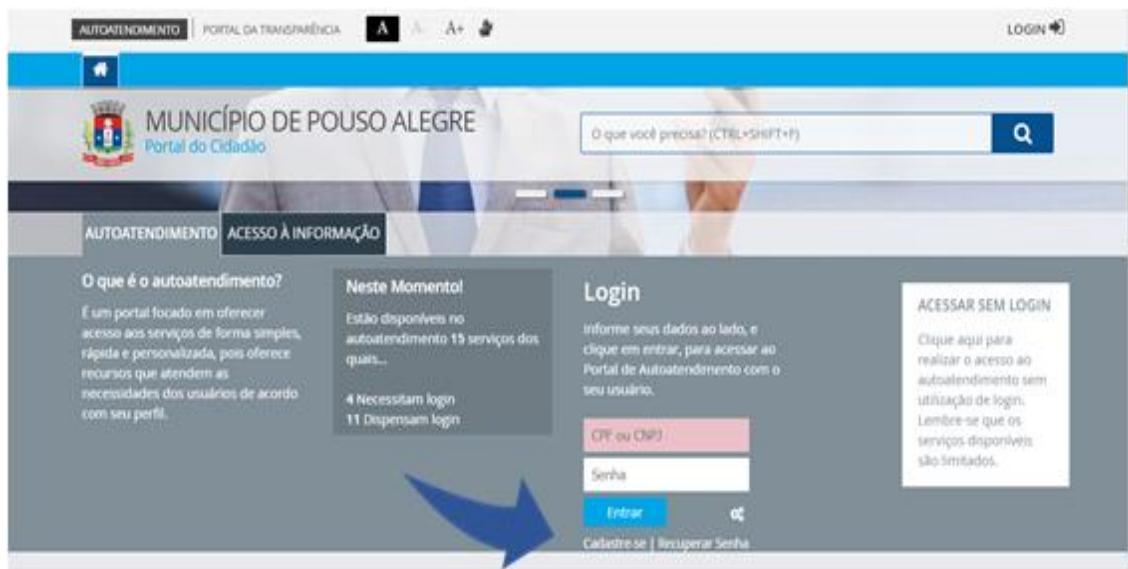 AUTOATENDIMENTO PORTAL DA TRANSPARÊNCIA A A- A+ LOGIN
MUNICÍPIO DE POUSO ALEGRE
Portal do Cidadão
O que você precisa? (CTRL+SHIFT+F)
AUTOATENDIMENTO ACESSO À INFORMAÇÃO
O que é o autoatendimento?
É um portal focado em oferecer
acesso aos serviços de forma simples,
rápida e personalizada, pois oferece
recursos que atendem as
necessidades dos usuários de acordo
com seu perfil.
Neste Momento!
Estão disponíveis no
autoatendimento 15 serviços dos
quais...
4 Necessitam login
11 Dispensam login
Login
Informe seus dados ao lado, e
clique em entrar, para acessar ao
Portal de Autoatendimento com o
seu usuário.
CPF ou CNPJ
Senha
Entrar
Cadastre-se | Recuperar Senha
ACESSAR SEM LOGIN
Clique aqui para
realizar o acesso ao
autoatendimento sem
utilização de login.
Lembre-se que os
serviços disponíveis
são limitados.